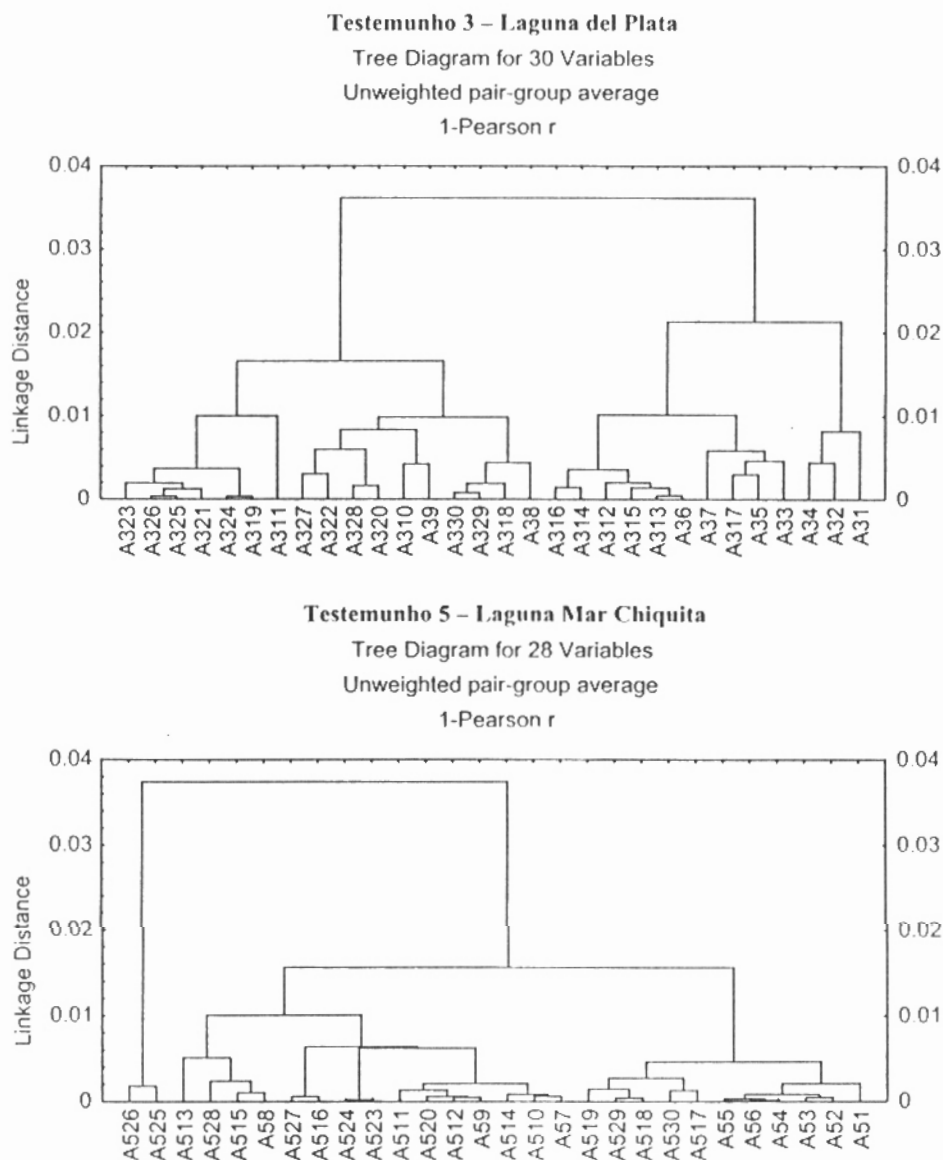 Testemunho 3 – Laguna del Plata
Tree Diagram for 30 Variables
Unweighted pair-group average
1-Pearson r
0.04 0.04
0.03 0.03
0.02 0.02
0.01 0.01
0 0
Linkage Distance
A323 A326 A325 A321 A324 A319 A311 A327 A322 A328 A320 A310 A39 A330 A329 A318 A38 A316 A314 A312 A315 A313 A36 A37 A317 A35 A33 A34 A32 A31
Testemunho 5 – Laguna Mar Chiquita
Tree Diagram for 28 Variables
Unweighted pair-group average
1-Pearson r
0.04 0.04
0.03 0.03
0.02 0.02
0.01 0.01
0 0
Linkage Distance
A526 A525 A513 A528 A515 A58 A527 A516 A524 A523 A511 A520 A512 A59 A514 A510 A57 A519 A529 A518 A530 A517 A55 A56 A54 A53 A52 A51